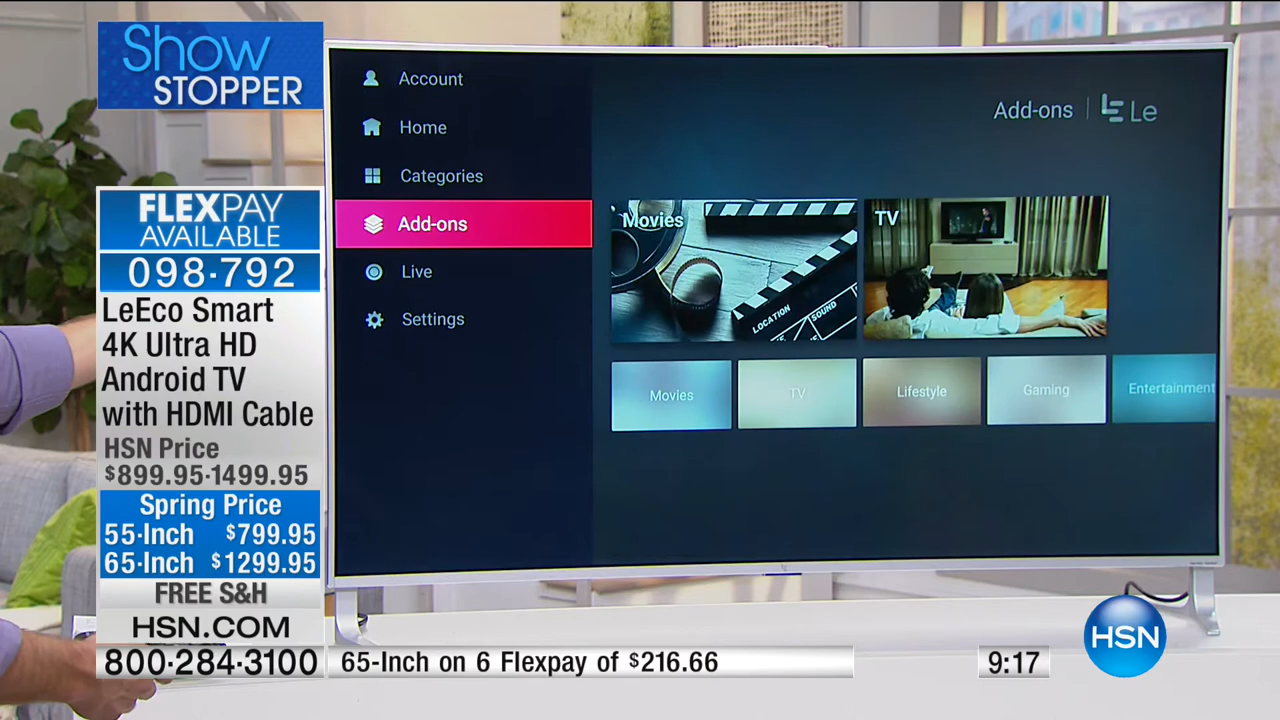 Show
STOPPER
FLEXPAY
AVAILABLE
098-792
LeEco Smart
4K Ultra HD
Android TV
with HDMI Cable
HSN Price
$899.95-1499.95
Spring Price
55-Inch $799.95
65-Inch $1299.95
FREE S&H
HSN.COM
800-284-3100
65-Inch on 6 Flexpay of $216.66
9:17
HSN
Account
Home
Categories
Add-ons
Live
Settings
Add-ons | Le
Movies
TV
LOCATION
SOUND
Movies
TV
Lifestyle
Gaming
Entertainment